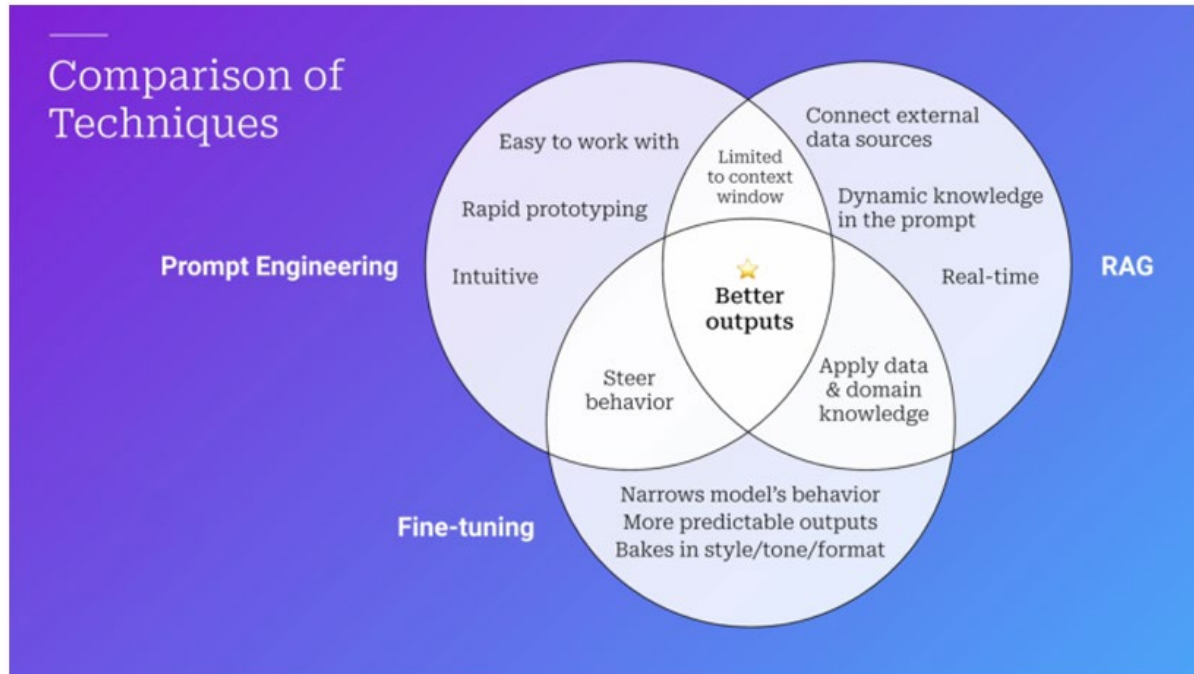 Comparison of
Techniques
Easy to work with
Rapid prototyping
Intuitive
Prompt Engineering
Limited
to context
window
Connect external
data sources
Dynamic knowledge
in the prompt
Real-time
RAG
Better
outputs
Steer
behavior
Apply data
& domain
knowledge
Fine-tuning
Narrows model’s behavior
More predictable outputs
Bakes in style/tone/format